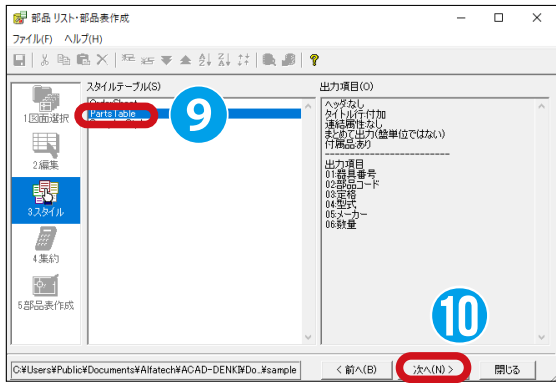 部品 リスト・部品表作成
ファイル(F) ヘルプ(H)
スタイルテーブル(S)
出力項目(O)
1.図面選択
2.編集
3.スタイル
4.集約
5.部品表作成
PartsTable
9
ヘッダなし
タイトル行付加
連結属性なし
まとめて出力(盤単位ではない)
付属品あり
--------------------------
出力項目
01:器具番号
02:部品コード
03:定格
04:型式
05:メーカー
06:数量
10
C:¥Users¥Public¥Documents¥Alfatech¥ACAD-DENKI¥Do..¥sample
< 前へ(B)
次へ(N) >
閉じる